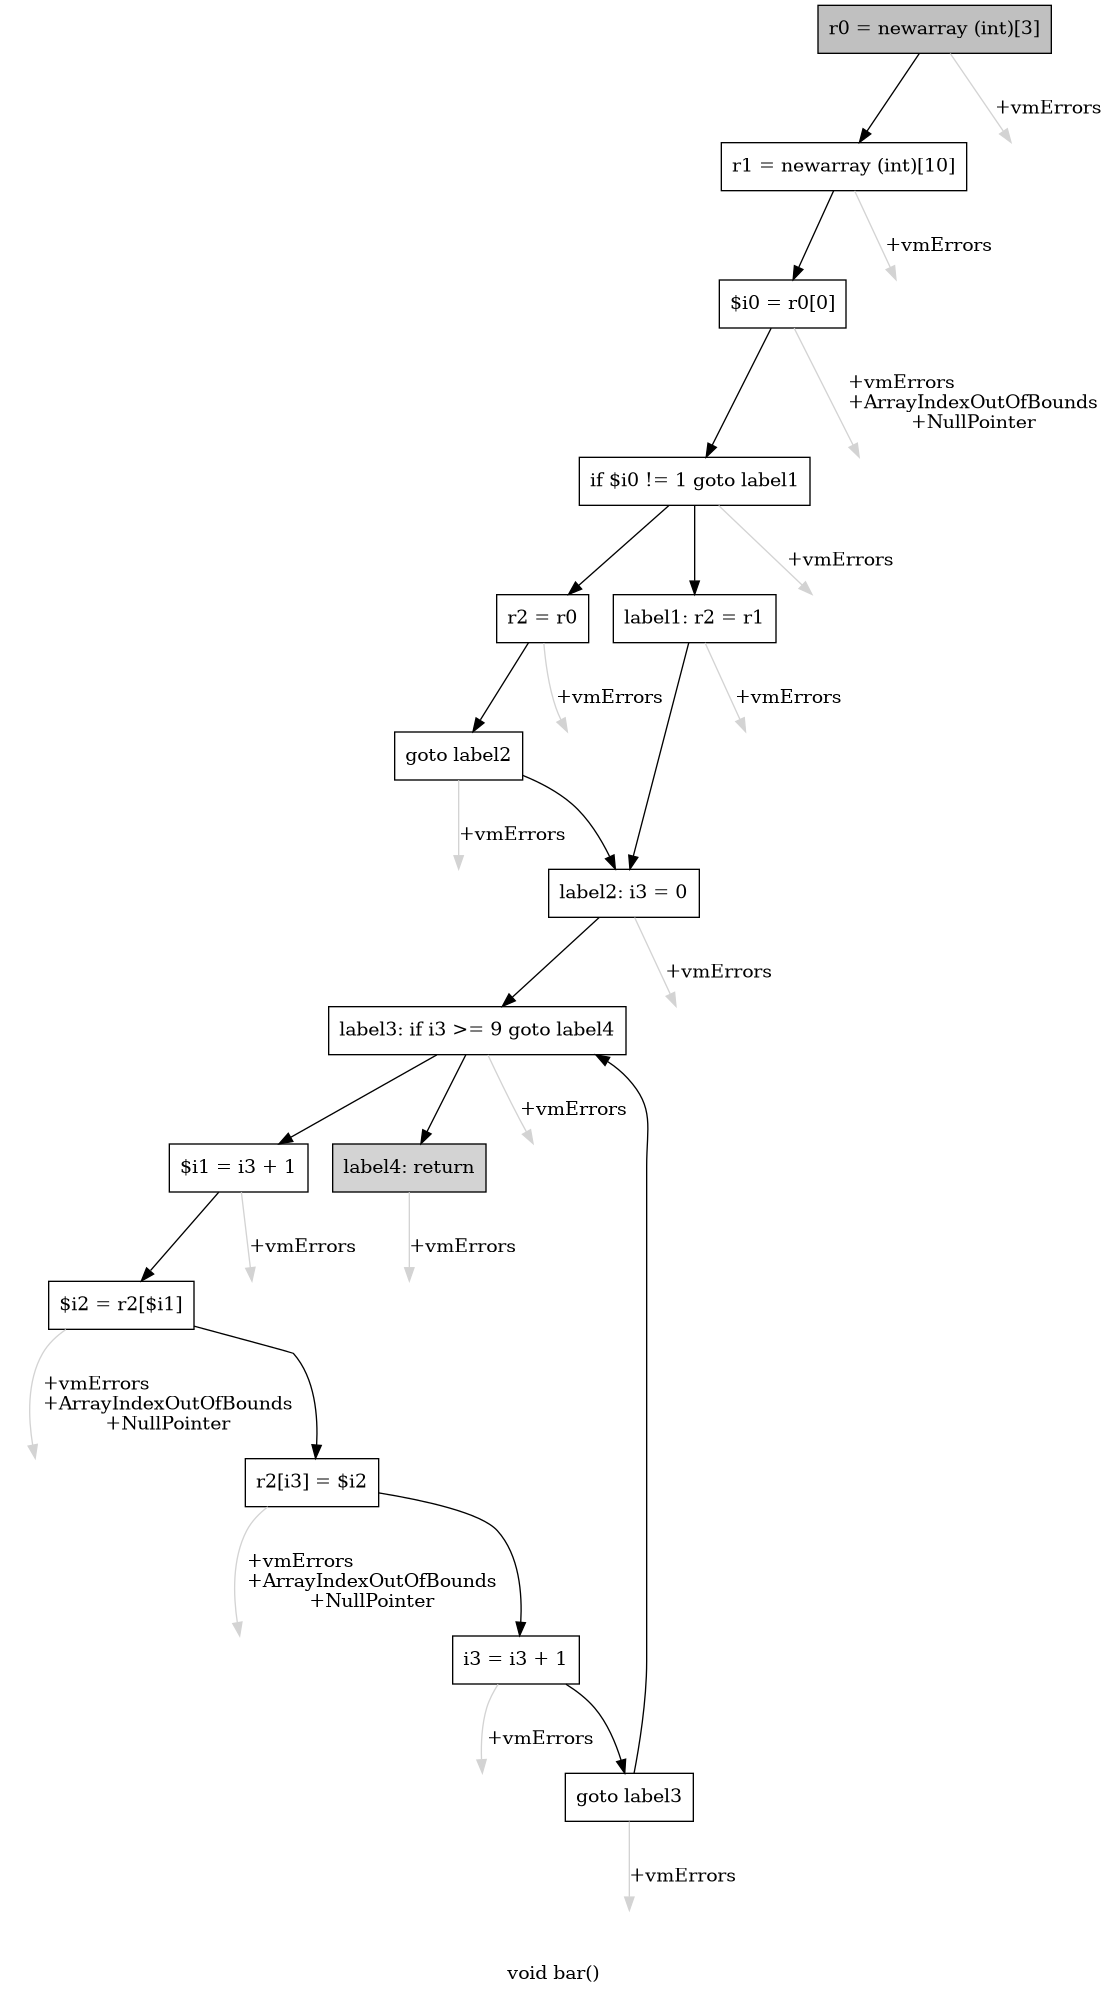 r0 = newarray (int)[3]
+vmErrors
r1 = newarray (int)[10]
+vmErrors
$i0 = r0[0]
+vmErrors
+ArrayIndexOutOfBounds
+NullPointer
if $i0 != 1 goto label1
+vmErrors
r2 = r0
label1: r2 = r1
+vmErrors
+vmErrors
goto label2
+vmErrors
label2: i3 = 0
+vmErrors
label3: if i3 >= 9 goto label4
+vmErrors
$i1 = i3 + 1
label4: return
+vmErrors
+vmErrors
$i2 = r2[$i1]
+vmErrors
+ArrayIndexOutOfBounds
+NullPointer
r2[i3] = $i2
+vmErrors
+ArrayIndexOutOfBounds
+NullPointer
i3 = i3 + 1
+vmErrors
goto label3
+vmErrors
void bar()